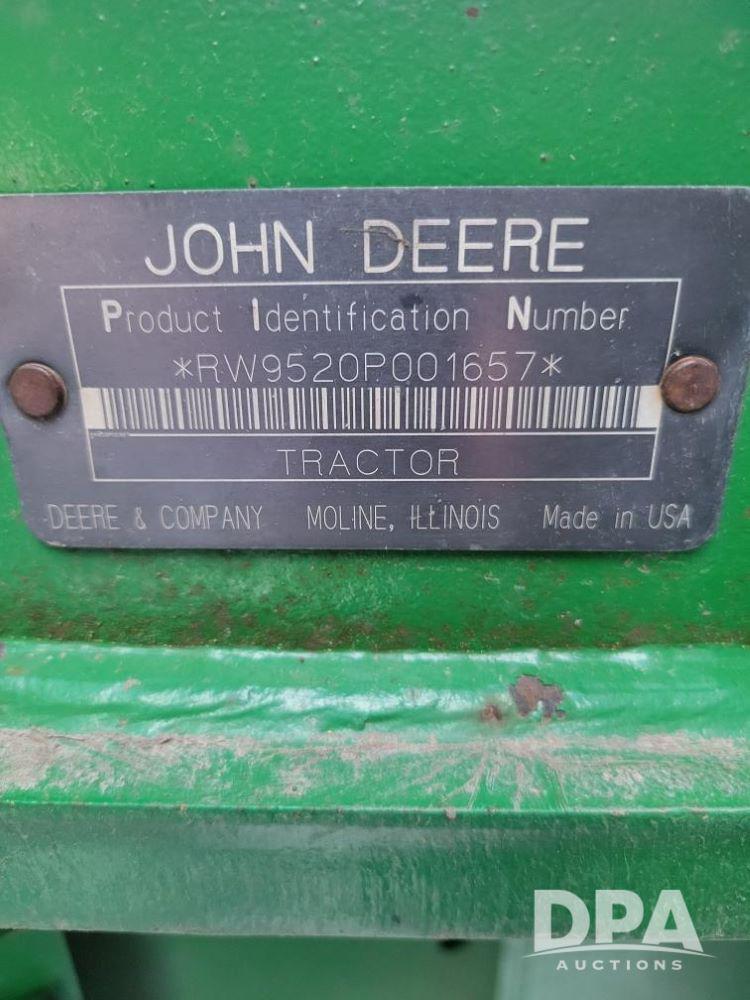 JOHN DEERE
Product Identification Number
*RW9520P001657*
TRACTOR
DEERE & COMPANY MOLINE, ILLINOIS Made in USA
DPA
AUCTIONS